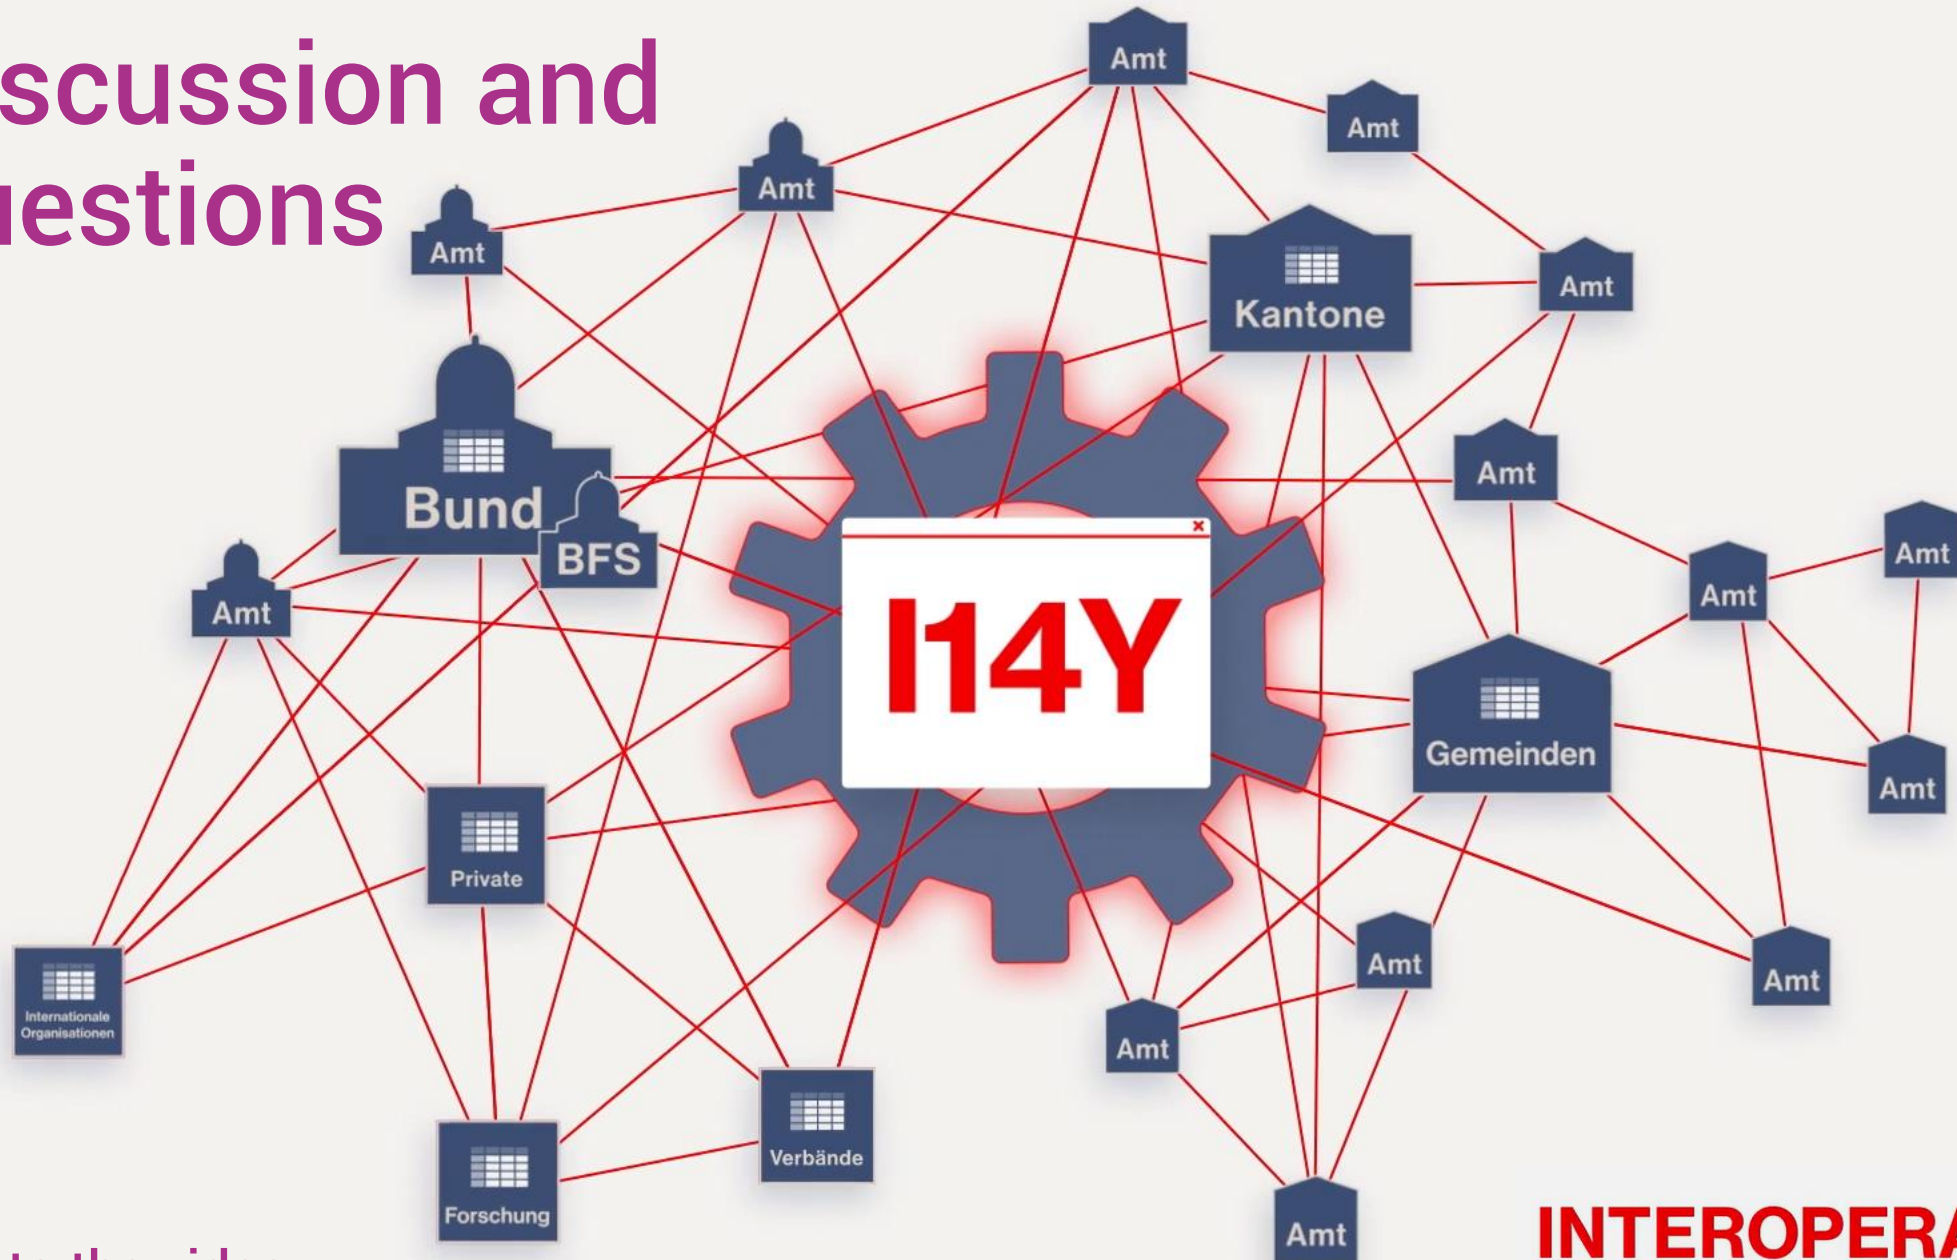 scussion and
uestions
Amt
Amt
Amt
Amt
Amt
Kantone
Amt
Bund
BFS
Amt
Amt
Amt
Amt
I14Y
Gemeinden
Amt
Private
Amt
Amt
Internationale
Organisationen
Amt
Verbände
Forschung
Amt
INTEROPERA